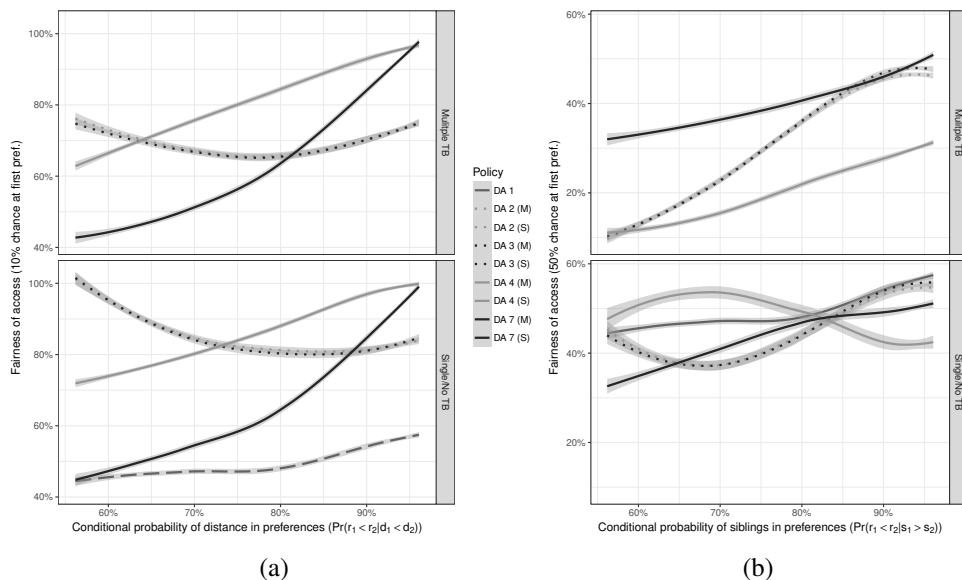 100%
80%
60%
40%
Mulitple TB
100%
80%
60%
40%
Single/No TB
60%
70%
80%
90%
Fairness of access (10% chance at first pref.)
Conditional probability of distance in preferences (Pr(r₁ < r₂|d₁ < d₂))
(a)
Policy
DA 1
DA 2 (M)
DA 2 (S)
DA 3 (M)
DA 3 (S)
DA 4 (M)
DA 4 (S)
DA 7 (M)
DA 7 (S)
60%
40%
20%
Mulitple TB
60%
40%
20%
Single/No TB
60%
70%
80%
90%
Fairness of access (50% chance at first pref.)
Conditional probability of siblings in preferences (Pr(r₁ < r₂|s₁ > s₂))
(b)